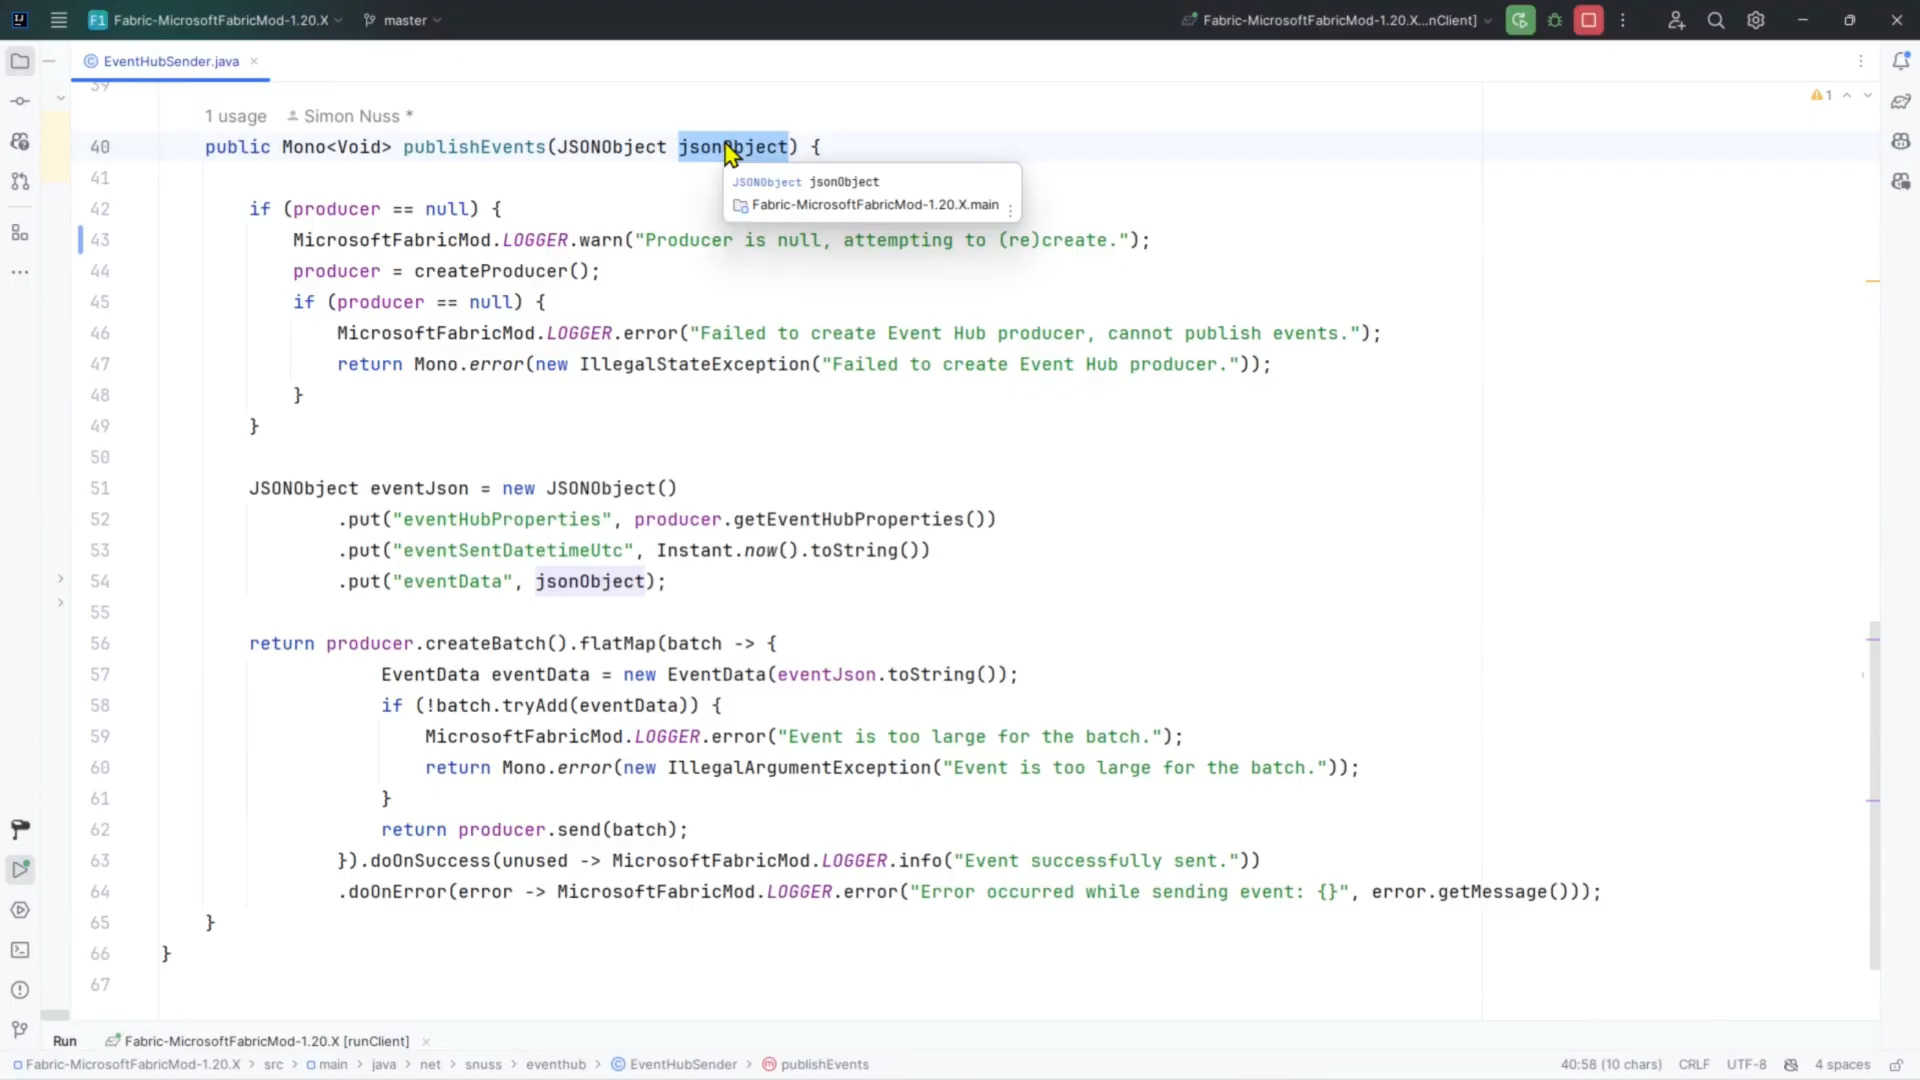 F1 Fabric-MicrosoftFabricMod-1.20.X master Fabric-MicrosoftFabricMod-1.20.X...nClient]
EventHubSender.java
1
39
1 usage Simon Nuss *
40 public Mono<Void> publishEvents(JSONObject jsonObject) {
41
JSONObject jsonObject
Fabric-MicrosoftFabricMod-1.20.X.main
42 if (producer == null) {
43 MicrosoftFabricMod.LOGGER.warn("Producer is null, attempting to (re)create.");
44 producer = createProducer();
45 if (producer == null) {
46 MicrosoftFabricMod.LOGGER.error("Failed to create Event Hub producer, cannot publish events.");
47 return Mono.error(new IllegalStateException("Failed to create Event Hub producer."));
48 }
49 }
50
51 JSONObject eventJson = new JSONObject()
52 .put("eventHubProperties", producer.getEventHubProperties())
53 .put("eventSentDatetimeUtc", Instant.now().toString())
54 .put("eventData", jsonObject);
55
56 return producer.createBatch().flatMap(batch -> {
57 EventData eventData = new EventData(eventJson.toString());
58 if (!batch.tryAdd(eventData)) {
59 MicrosoftFabricMod.LOGGER.error("Event is too large for the batch.");
60 return Mono.error(new IllegalArgumentException("Event is too large for the batch."));
61 }
62 return producer.send(batch);
63 }).doOnSuccess(unused -> MicrosoftFabricMod.LOGGER.info("Event successfully sent."))
64 .doOnError(error -> MicrosoftFabricMod.LOGGER.error("Error occurred while sending event: {}", error.getMessage()));
65 }
66 }
67
Run Fabric-MicrosoftFabricMod-1.20.X [runClient]
Fabric-MicrosoftFabricMod-1.20.X > src > main > java > net > snuss > eventhub > EventHubSender > publishEvents 40:58 (10 chars) CRLF UTF-8 4 spaces